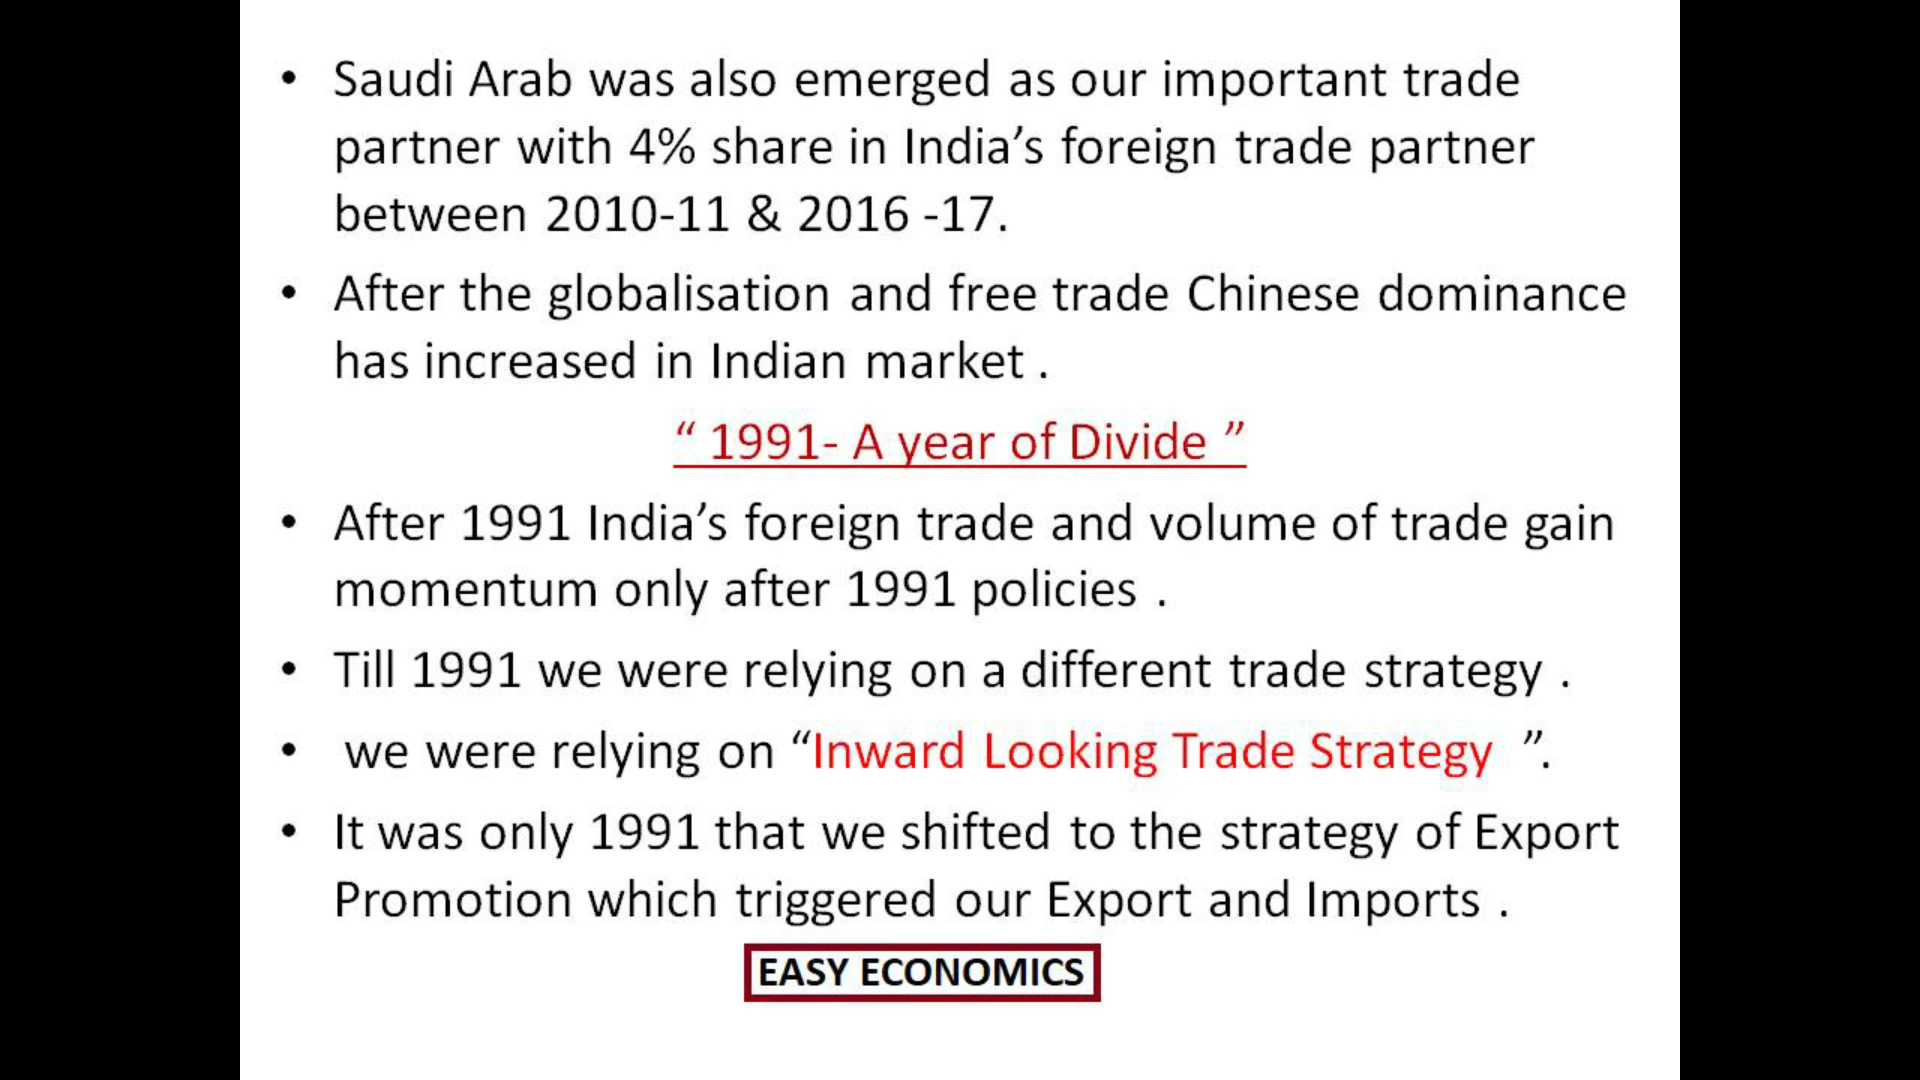 • Saudi Arab was also emerged as our important trade
partner with 4% share in India’s foreign trade partner
between 2010-11 & 2016 -17.
• After the globalisation and free trade Chinese dominance
has increased in Indian market .
“ 1991- A year of Divide ”
• After 1991 India’s foreign trade and volume of trade gain
momentum only after 1991 policies .
• Till 1991 we were relying on a different trade strategy .
• we were relying on “Inward Looking Trade Strategy ”.
• It was only 1991 that we shifted to the strategy of Export
Promotion which triggered our Export and Imports .
EASY ECONOMICS